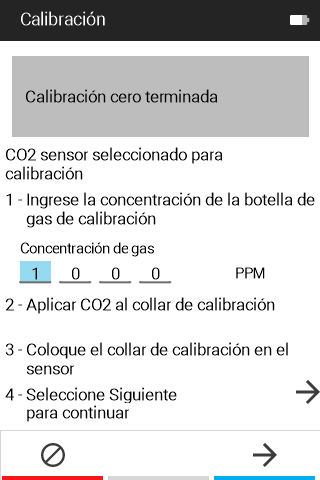 Calibración
Calibración cero terminada
CO2 sensor seleccionado para
calibración
1 - Ingrese la concentración de la botella de
gas de calibración
Concentración de gas
1 0 0 0 PPM
2 - Aplicar CO2 al collar de calibración
3 - Coloque el collar de calibración en el
sensor
4 - Seleccione Siguiente
para continuar